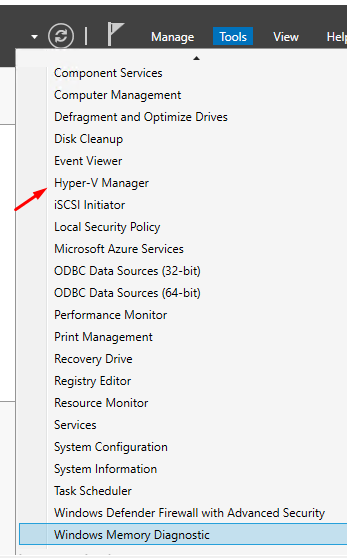 Manage Tools View Help
Component Services
Computer Management
Defragment and Optimize Drives
Disk Cleanup
Event Viewer
Hyper-V Manager
iSCSI Initiator
Local Security Policy
Microsoft Azure Services
ODBC Data Sources (32-bit)
ODBC Data Sources (64-bit)
Performance Monitor
Print Management
Recovery Drive
Registry Editor
Resource Monitor
Services
System Configuration
System Information
Task Scheduler
Windows Defender Firewall with Advanced Security
Windows Memory Diagnostic